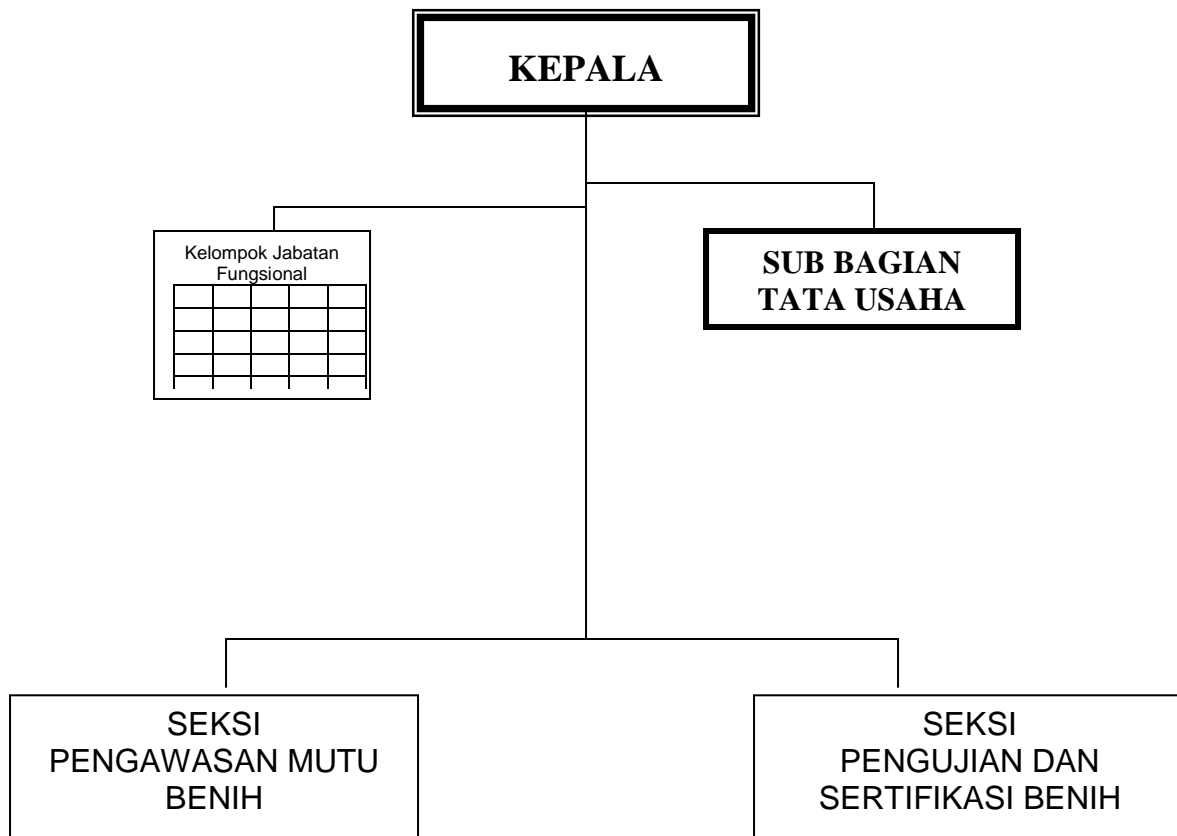 KEPALA
Kelompok Jabatan
Fungsional
SUB BAGIAN
TATA USAHA
SEKSI
PENGAWASAN MUTU
BENIH
SEKSI
PENGUJIAN DAN
SERTIFIKASI BENIH